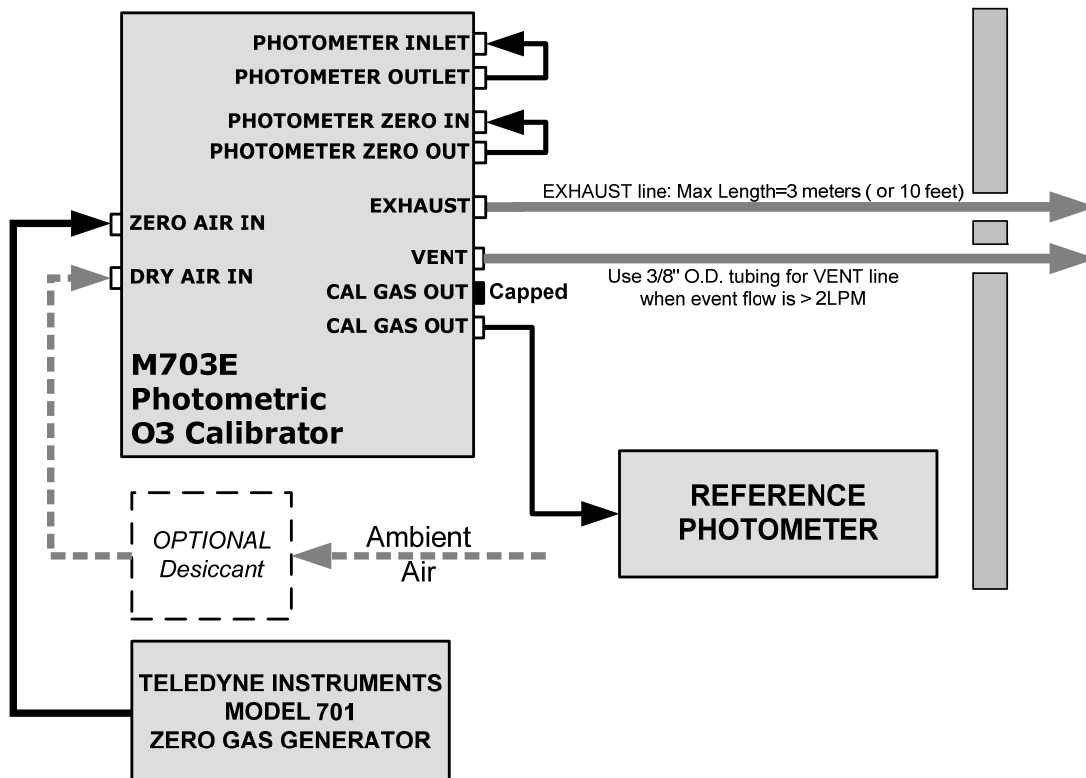 PHOTOMETER INLET
PHOTOMETER OUTLET
PHOTOMETER ZERO IN
PHOTOMETER ZERO OUT
EXHAUST
EXHAUST line: Max Length=3 meters ( or 10 feet)
ZERO AIR IN
VENT
DRY AIR IN
Use 3/8" O.D. tubing for VENT line
when event flow is > 2LPM
CAL GAS OUT
Capped
CAL GAS OUT
M703E
Photometric
O3 Calibrator
REFERENCE
PHOTOMETER
OPTIONAL
Desiccant
Ambient
Air
TELEDYNE INSTRUMENTS
MODEL 701
ZERO GAS GENERATOR